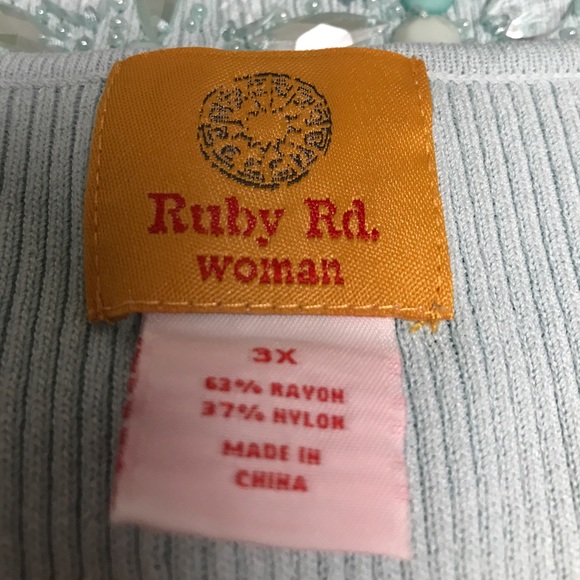 Ruby Rd.
woman
3X
63% RAYON
37% NYLON
MADE IN
CHINA